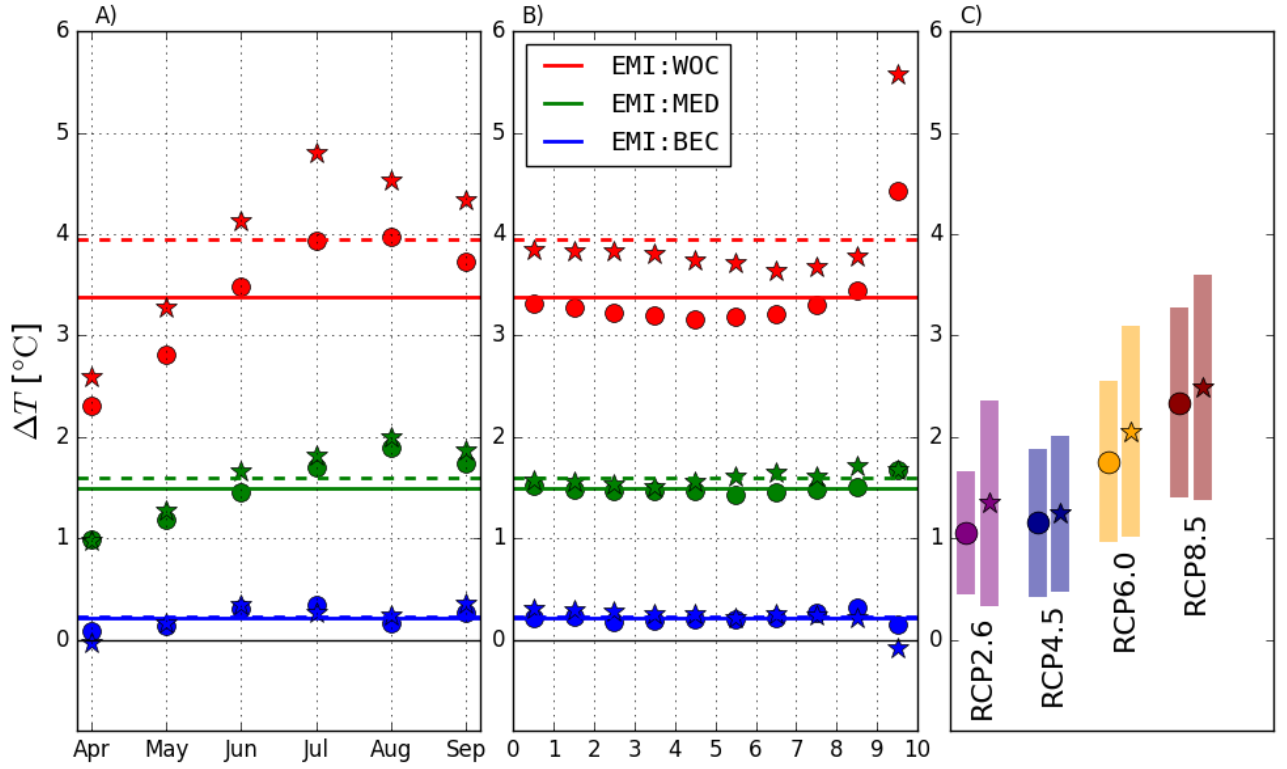 A)
B)
C)
ΔT [°C]
6
5
4
3
2
1
0
Apr May Jun Jul Aug Sep
6
5
4
3
2
1
0
EMI:WOC
EMI:MED
EMI:BEC
0 1 2 3 4 5 6 7 8 9 10
6
5
4
3
2
1
0
RCP2.6
RCP4.5
RCP6.0
RCP8.5